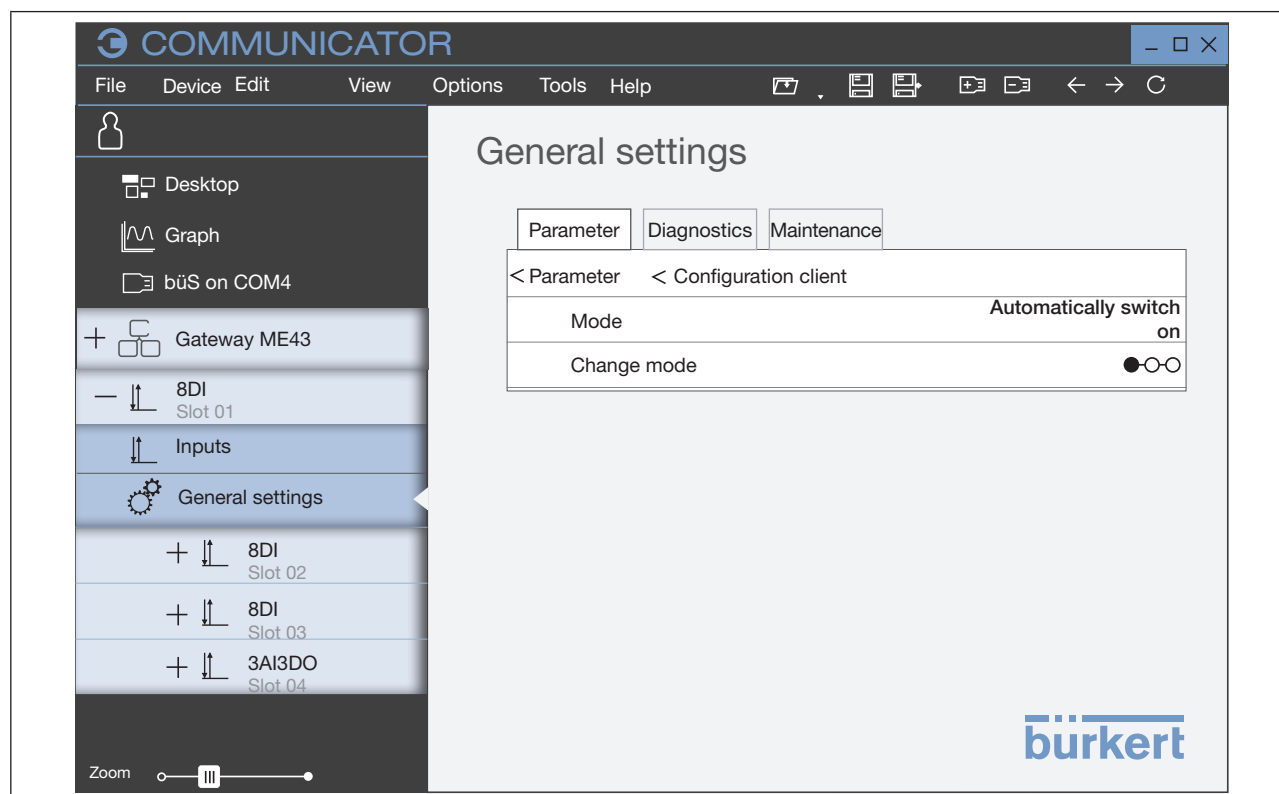 COMMUNICATOR
File Device Edit View Options Tools Help
Desktop
Graph
büS on COM4
Gateway ME43
8DI
Slot 01
Inputs
General settings
8DI
Slot 02
8DI
Slot 03
3AI3DO
Slot 04
Zoom
General settings
Parameter Diagnostics Maintenance
< Parameter < Configuration client
Mode Automatically switch
on
Change mode
bürkert